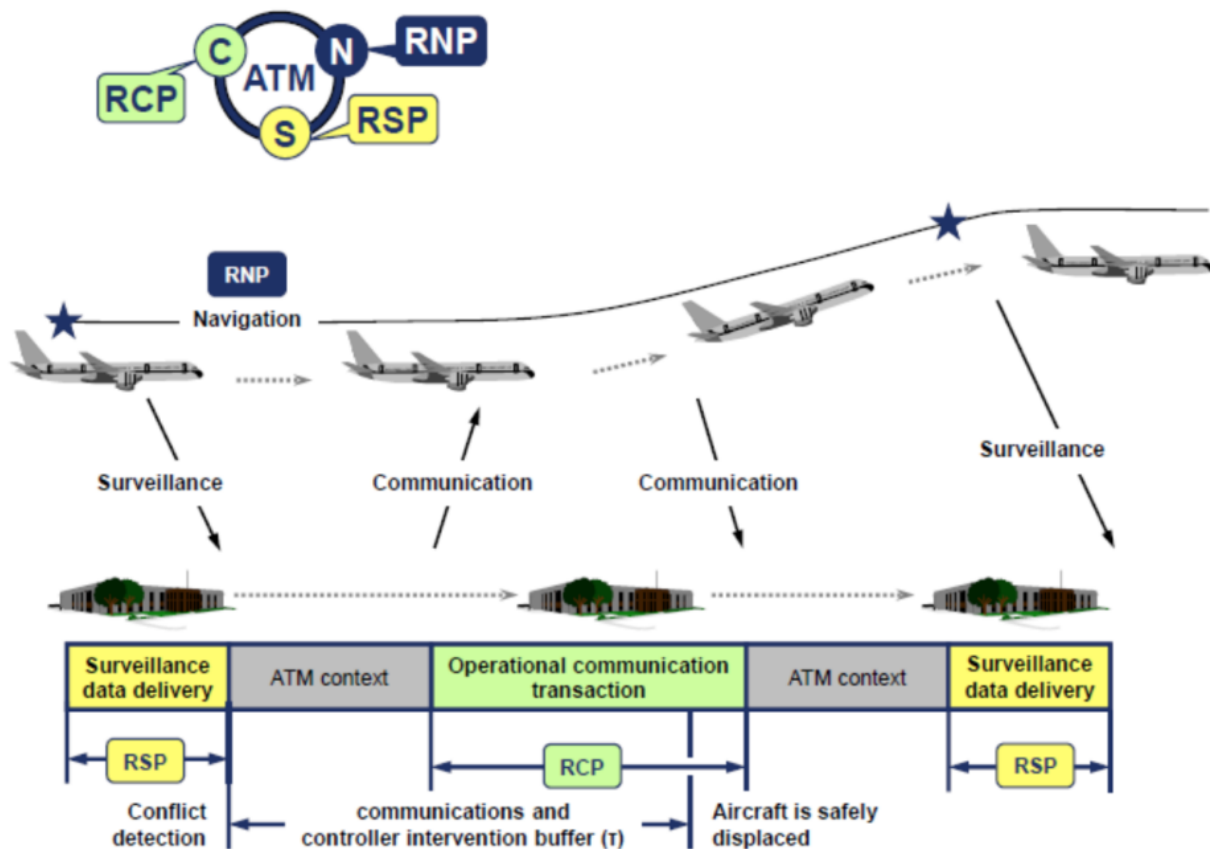 C
N
RNP
ATM
RCP
S
RSP
RNP
Navigation
Surveillance
Communication
Communication
Surveillance
Surveillance
data delivery
ATM context
Operational communication
transaction
ATM context
Surveillance
data delivery
RSP
RCP
RSP
Conflict
detection
communications and
controller intervention buffer (τ)
Aircraft is safely
displaced